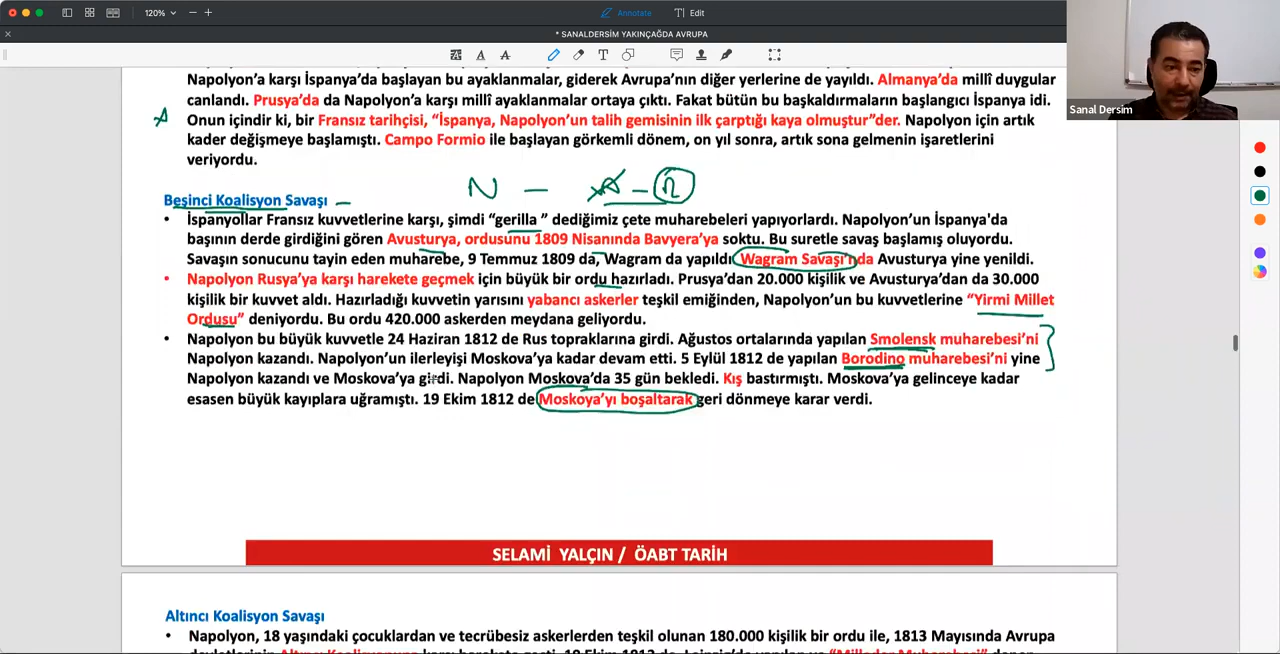 120%
Annotate
Edit
* SANALDERSİM YAKINÇAĞDA AVRUPA
Sanal Dersim
Napolyon'a karşı İspanya'da başlayan bu ayaklanmalar, giderek Avrupa'nın diğer yerlerine de yayıldı. Almanya'da millî duygular
canlandı. Prusya'da da Napolyon'a karşı millî ayaklanmalar ortaya çıktı. Fakat bütün bu başkaldırmaların başlangıcı İspanya idi.
Onun içindir ki, bir Fransız tarihçisi, “İspanya, Napolyon'un talih gemisinin ilk çarptığı kaya olmuştur”der. Napolyon için artık
kader değişmeye başlamıştı. Campo Formio ile başlayan görkemli dönem, on yıl sonra, artık sona gelmenin işaretlerini
veriyordu.
N – A – R
Beşinci Koalisyon Savaşı
• İspanyollar Fransız kuvvetlerine karşı, şimdi “gerilla ” dediğimiz çete muharebeleri yapıyorlardı. Napolyon'un İspanya'da
başının derde girdiğini gören Avusturya, ordusunu 1809 Nisanında Bavyera'ya soktu. Bu suretle savaş başlamış oluyordu.
Savaşın sonucunu tayin eden muharebe, 9 Temmuz 1809 da, Wagram da yapıldı Wagram Savaşı'nda Avusturya yine yenildi.
• Napolyon Rusya'ya karşı harekete geçmek için büyük bir ordu hazırladı. Prusya'dan 20.000 kişilik ve Avusturya'dan da 30.000
kişilik bir kuvvet aldı. Hazırladığı kuvvetin yarısını yabancı askerler teşkil emiğinden, Napolyon'un bu kuvvetlerine “Yirmi Millet
Ordusu” deniyordu. Bu ordu 420.000 askerden meydana geliyordu.
• Napolyon bu büyük kuvvetle 24 Haziran 1812 de Rus topraklarına girdi. Ağustos ortalarında yapılan Smolensk muharebesi'ni
Napolyon kazandı. Napolyon'un ilerleyişi Moskova'ya kadar devam etti. 5 Eylül 1812 de yapılan Borodino muharebesi'ni yine
Napolyon kazandı ve Moskova'ya girdi. Napolyon Moskova'da 35 gün bekledi. Kış bastırmıştı. Moskova'ya gelinceye kadar
esasen büyük kayıplara uğramıştı. 19 Ekim 1812 de Moskova'yı boşaltarak geri dönmeye karar verdi.
SELAMİ YALÇIN / ÖABT TARİH
Altıncı Koalisyon Savaşı
• Napolyon, 18 yaşındaki çocuklardan ve tecrübesiz askerlerden teşkil olunan 180.000 kişilik bir ordu ile, 1813 Mayısında Avrupa